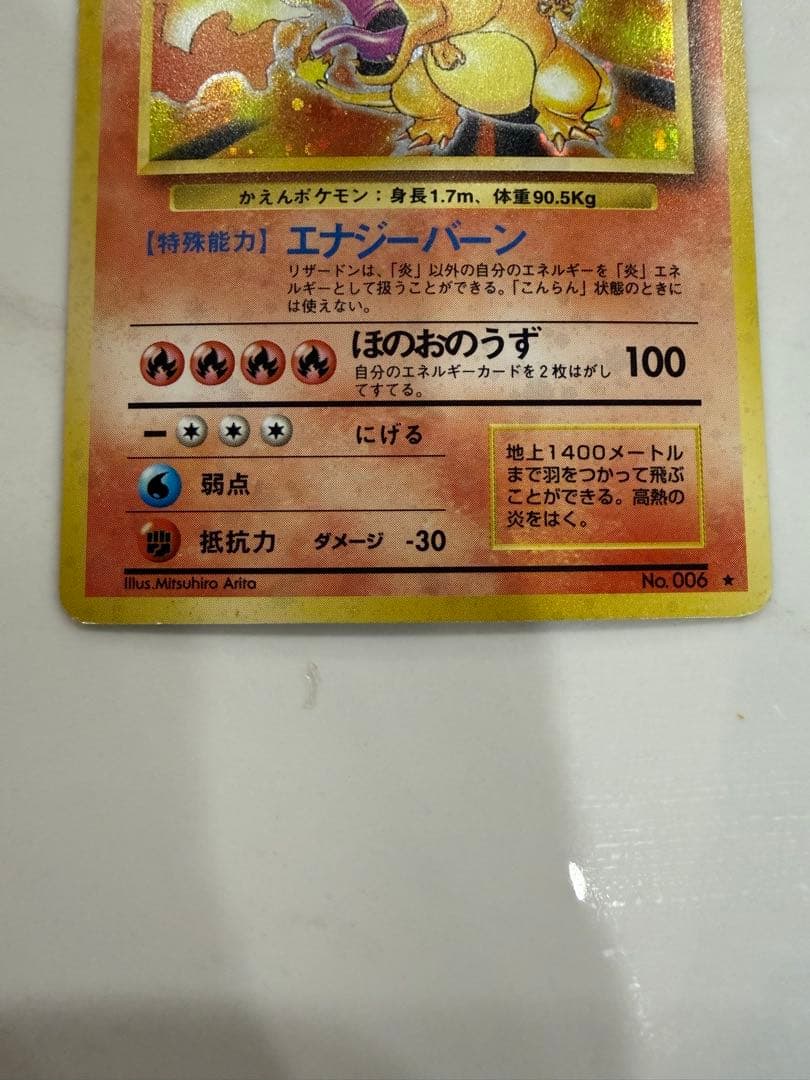 かえんポケモン：身長1.7m、体重90.5Kg
【特殊能力】 エナジーバーン
リザードンは、「炎」以外の自分のエネルギーを「炎」エネ
ルギーとして扱うことができる。「こんらん」状態のときに
は使えない。
ほのおのうず 100
自分のエネルギーカードを2枚はがし
てすてる。
にげる
弱点
抵抗力 ダメージ -30
地上1400メートル
まで羽をつかって飛ぶ
ことができる。高熱の
炎をはく。
Illus.Mitsuhiro Arita
No. 006 ★